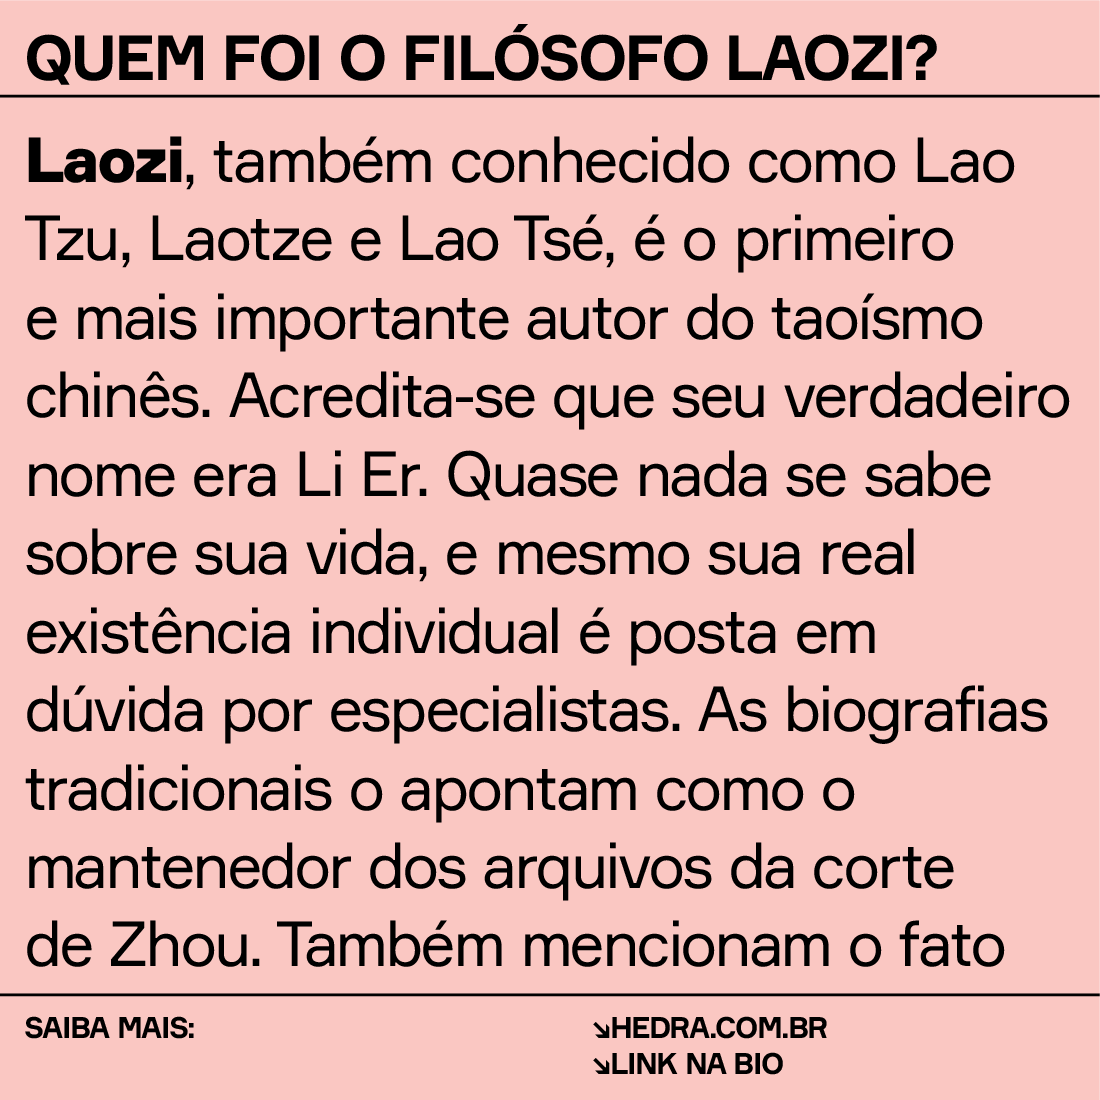 QUEM FOI O FILÓSOFO LAOZI?
Laozi, também conhecido como Lao
Tzu, Laotze e Lao Tsé, é o primeiro
e mais importante autor do taoísmo
chinês. Acredita-se que seu verdadeiro
nome era Li Er. Quase nada se sabe
sobre sua vida, e mesmo sua real
existência individual é posta em
dúvida por especialistas. As biografias
tradicionais o apontam como o
mantenedor dos arquivos da corte
de Zhou. Também mencionam o fato
SAIBA MAIS:
↘HEDRA.COM.BR
↘LINK NA BIO